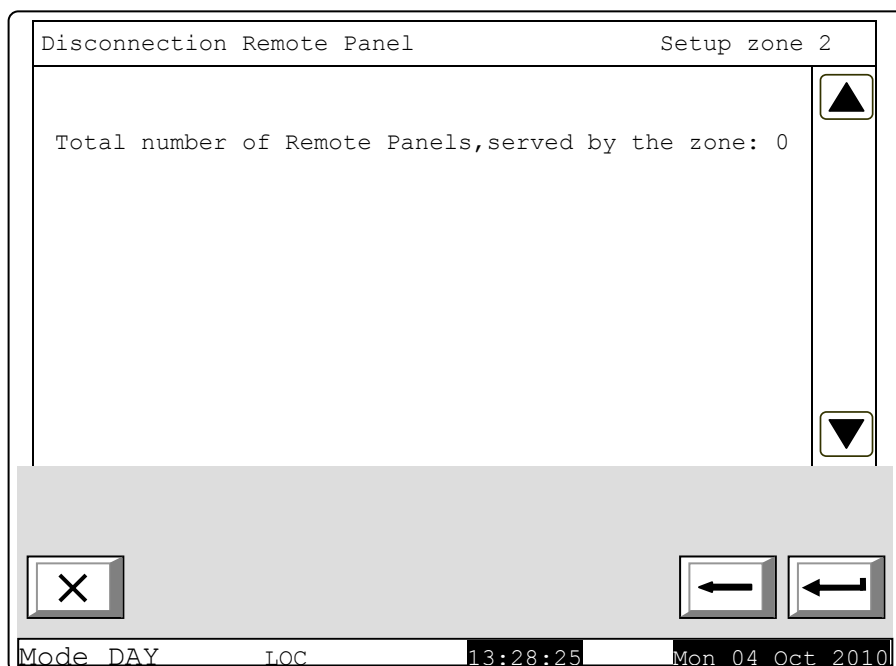 Disconnection Remote Panel Setup zone 2
Total number of Remote Panels,served by the zone: 0
Mode DAY LOC 13:28:25 Mon 04 Oct 2010